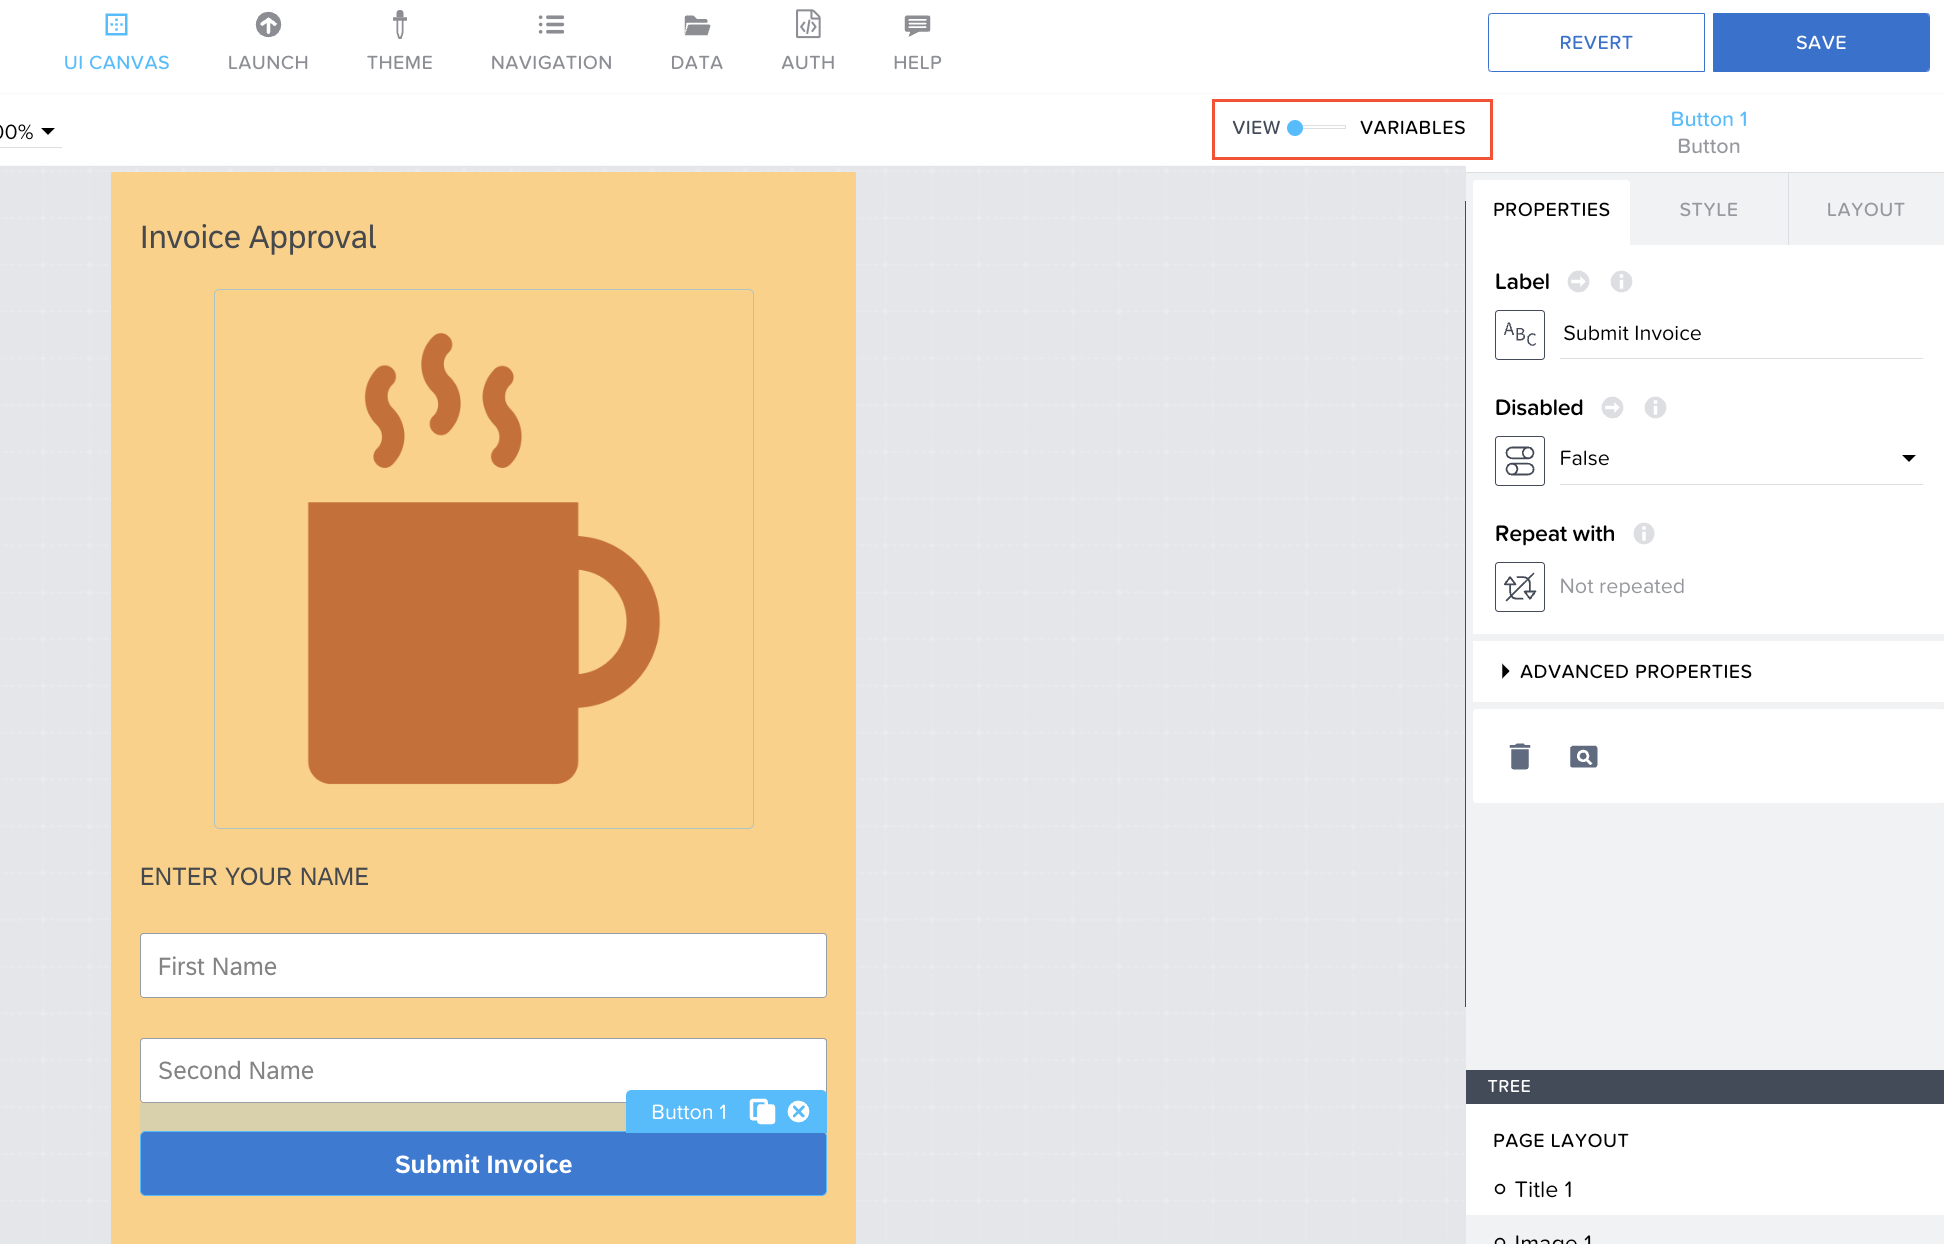 UI CANVAS
LAUNCH
THEME
NAVIGATION
DATA
AUTH
HELP
REVERT
SAVE
00%
VIEW
VARIABLES
Button 1
Button
PROPERTIES
STYLE
LAYOUT
Invoice Approval
Label
ABC
Submit Invoice
Disabled
False
Repeat with
Not repeated
ADVANCED PROPERTIES
ENTER YOUR NAME
First Name
Second Name
Button 1
Submit Invoice
TREE
PAGE LAYOUT
Title 1
Image 1